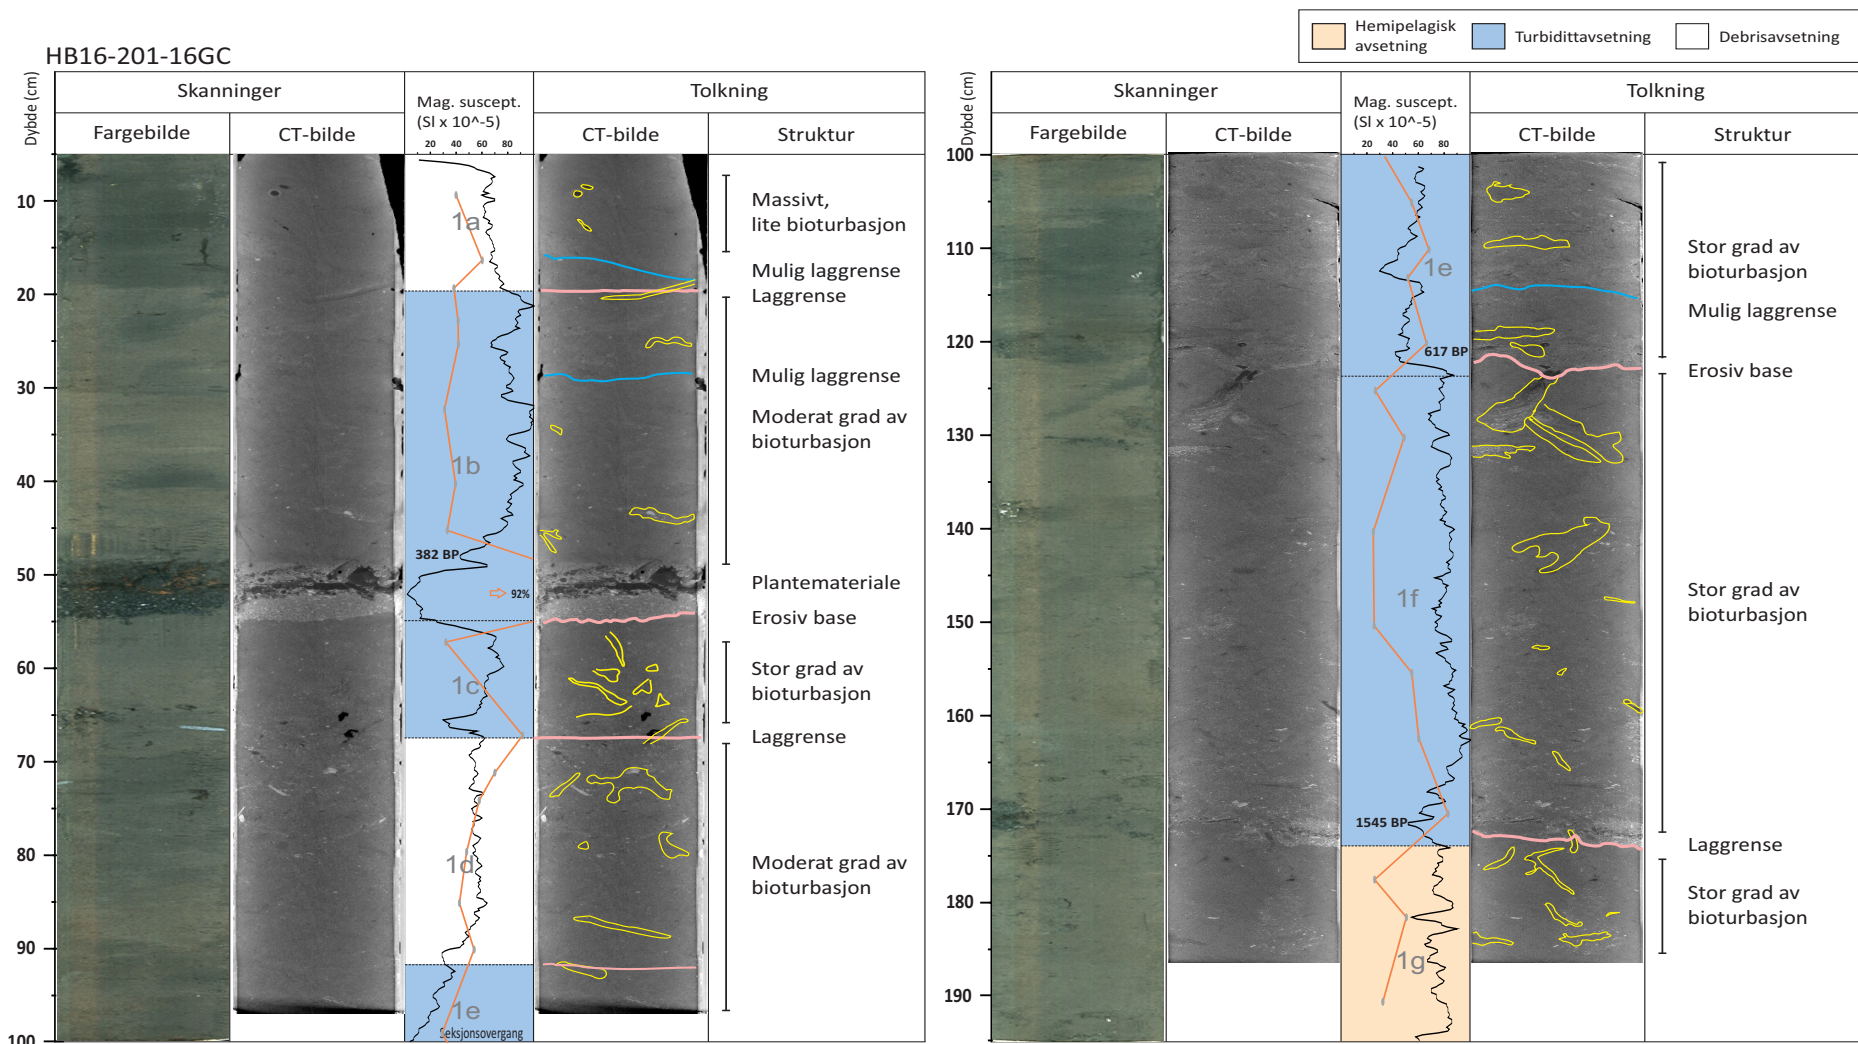 HB16-201-16GC
Hemipelagisk
avsetning
Turbidittavsetning
Debrisavsetning
Dybde (cm)
Skanninger
Fargebilde
CT-bilde
Mag. suscept.
(SI x 10^-5)
20 40 60 80
Tolkning
CT-bilde
Struktur
10
20
30
40
50
60
70
80
90
100
1a
1b
382 BP
92%
1c
1d
1e
Seksjonsovergang
Massivt,
lite bioturbasjon
Mulig laggrense
Laggrense
Mulig laggrense
Moderat grad av
bioturbasjon
Plantemateriale
Erosiv base
Stor grad av
bioturbasjon
Laggrense
Moderat grad av
bioturbasjon
Dybde (cm)
Skanninger
Fargebilde
CT-bilde
Mag. suscept.
(SI x 10^-5)
20 40 60 80
Tolkning
CT-bilde
Struktur
100
110
120
130
140
150
160
170
180
190
1e
617 BP
1f
1545 BP
1g
Stor grad av
bioturbasjon
Mulig laggrense
Erosiv base
Stor grad av
bioturbasjon
Laggrense
Stor grad av
bioturbasjon